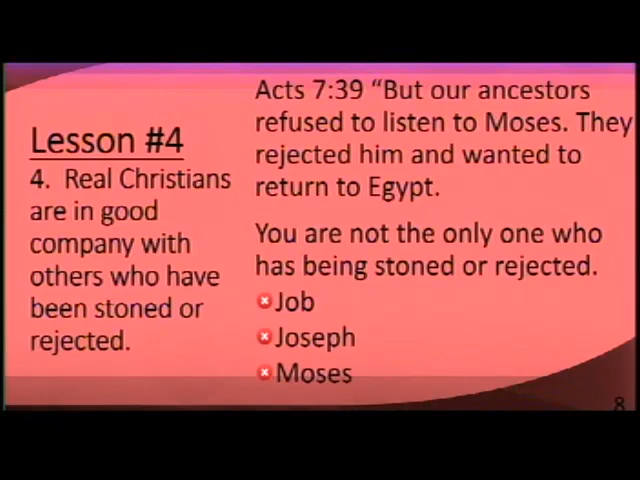 Lesson #4
4. Real Christians
are in good
company with
others who have
been stoned or
rejected.
Acts 7:39 “But our ancestors
refused to listen to Moses. They
rejected him and wanted to
return to Egypt.
You are not the only one who
has being stoned or rejected.
Job
Joseph
Moses
8